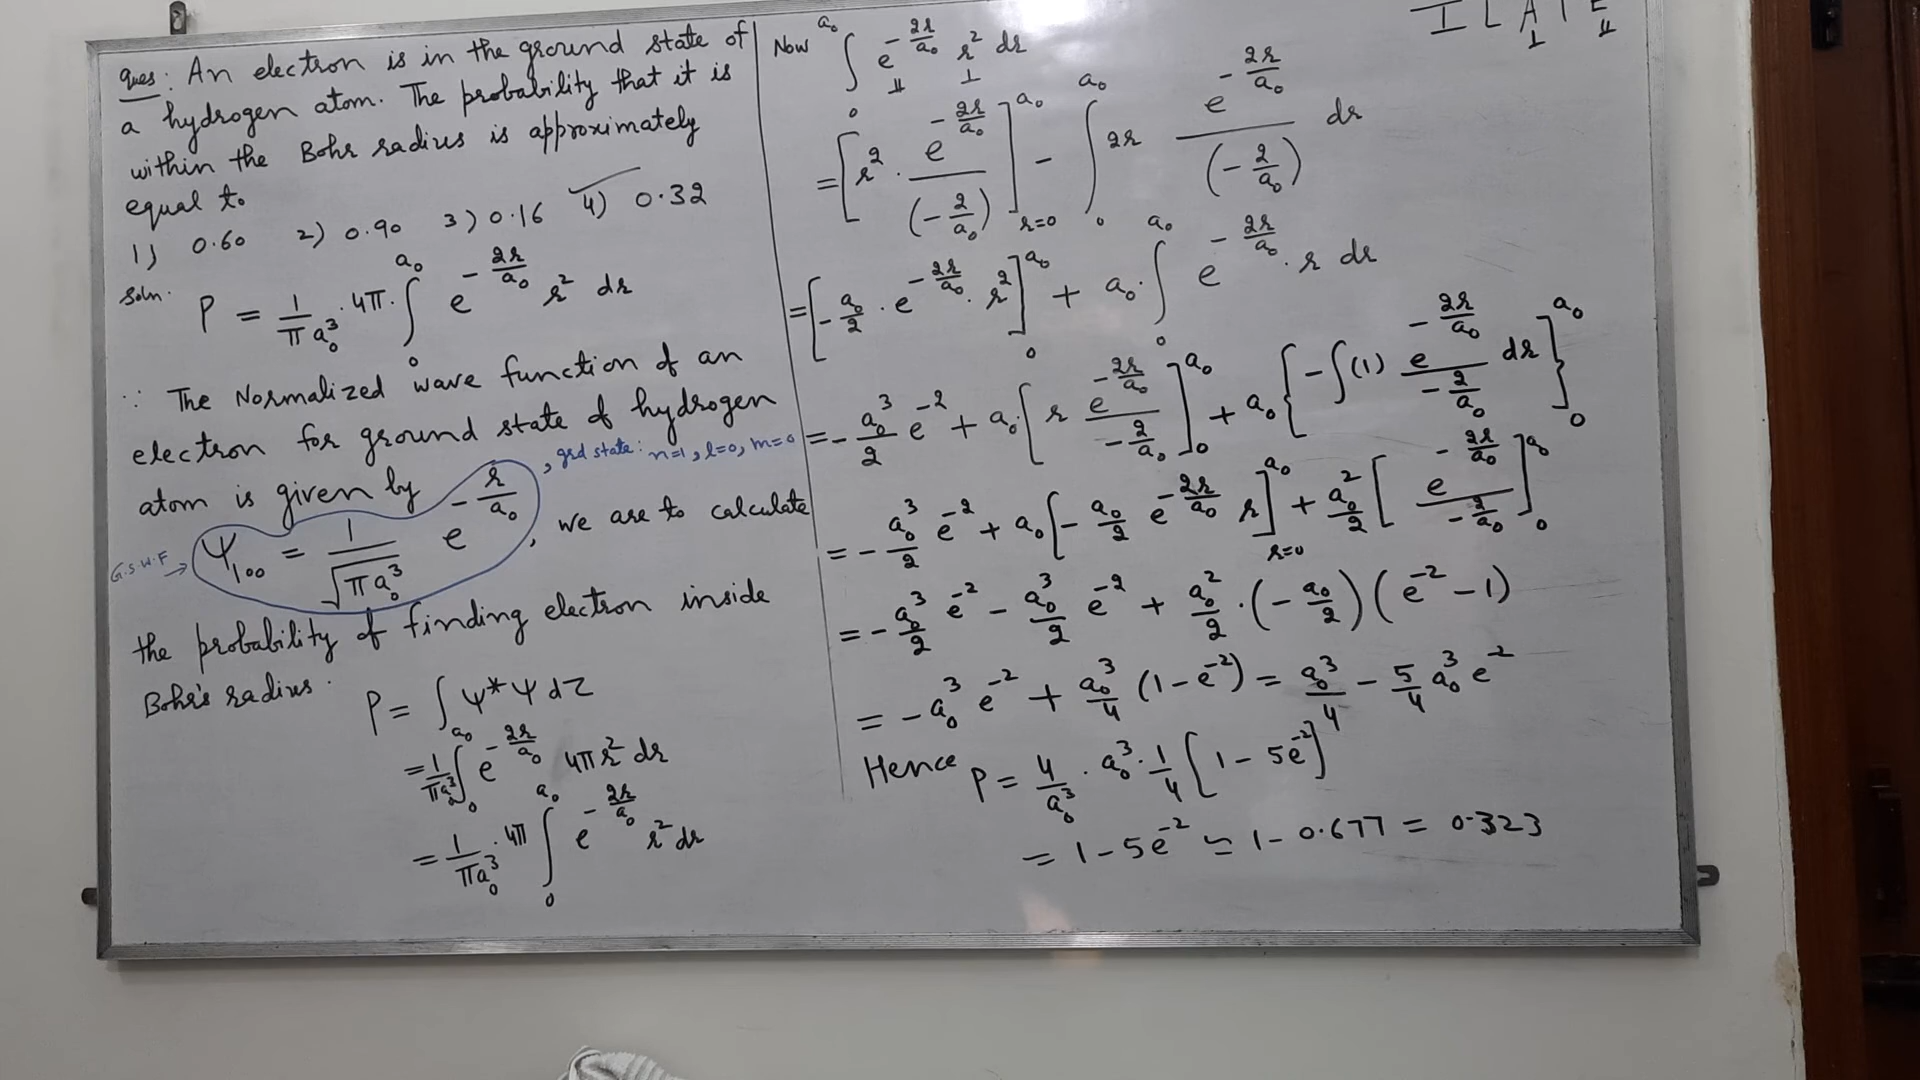 Ques: An electron is in the ground state of
a hydrogen atom. The probability that it is
within the Bohr radius is approximately
equal to
1) 0.60 2) 0.90 3) 0.16 4) 0.32
Soln. P = 1/(πa₀³) · 4π · ∫₀^{a₀} e^{-2r/a₀} r² dr
∵ The Normalized wave function of an
electron for ground state of hydrogen
atom is given by , grd state: n=1, l=0, m=0
G.S.W.F → Ψ₁₀₀ = 1/√(πa₀³) e^{-r/a₀} , we are to calculate
the probability of finding electron inside
Bohr's radius.
P = ∫ Ψ*Ψ dτ
= 1/(πa₀³) ∫₀^{a₀} e^{-2r/a₀} 4πr² dr
= 1/(πa₀³) · 4π ∫₀^{a₀} e^{-2r/a₀} r² dr
I L A T E
I II
Now ∫₀^{a₀} e^{-2r/a₀} r² dr
II I
= [r² · e^{-2r/a₀}/(-2/a₀)]_{r=0}^{a₀} - ∫₀^{a₀} 2r e^{-2r/a₀}/(-2/a₀) dr
= [-a₀/2 · e^{-2r/a₀} · r²]₀^{a₀} + a₀ · ∫₀^{a₀} e^{-2r/a₀} · r dr
= -a₀³/2 e^{-2} + a₀ · [r e^{-2r/a₀}/(-2/a₀)]₀^{a₀} + a₀ {-∫(1) e^{-2r/a₀}/(-2/a₀) dr}₀^{a₀}
= -a₀³/2 e^{-2} + a₀ [-a₀/2 e^{-2r/a₀} r]_{r=0}^{a₀} + a₀²/2 [e^{-2r/a₀}/(-2/a₀)]₀^{a₀}
= -a₀³/2 e^{-2} - a₀³/2 e^{-2} + a₀²/2 · (-a₀/2) (e^{-2} - 1)
= -a₀³ e^{-2} + a₀³/4 (1 - e^{-2}) = a₀³/4 - 5/4 a₀³ e^{-2}
Hence P = 4/a₀³ · a₀³ · 1/4 [1 - 5e^{-2}]
= 1 - 5e^{-2} ≃ 1 - 0.677 = 0.323